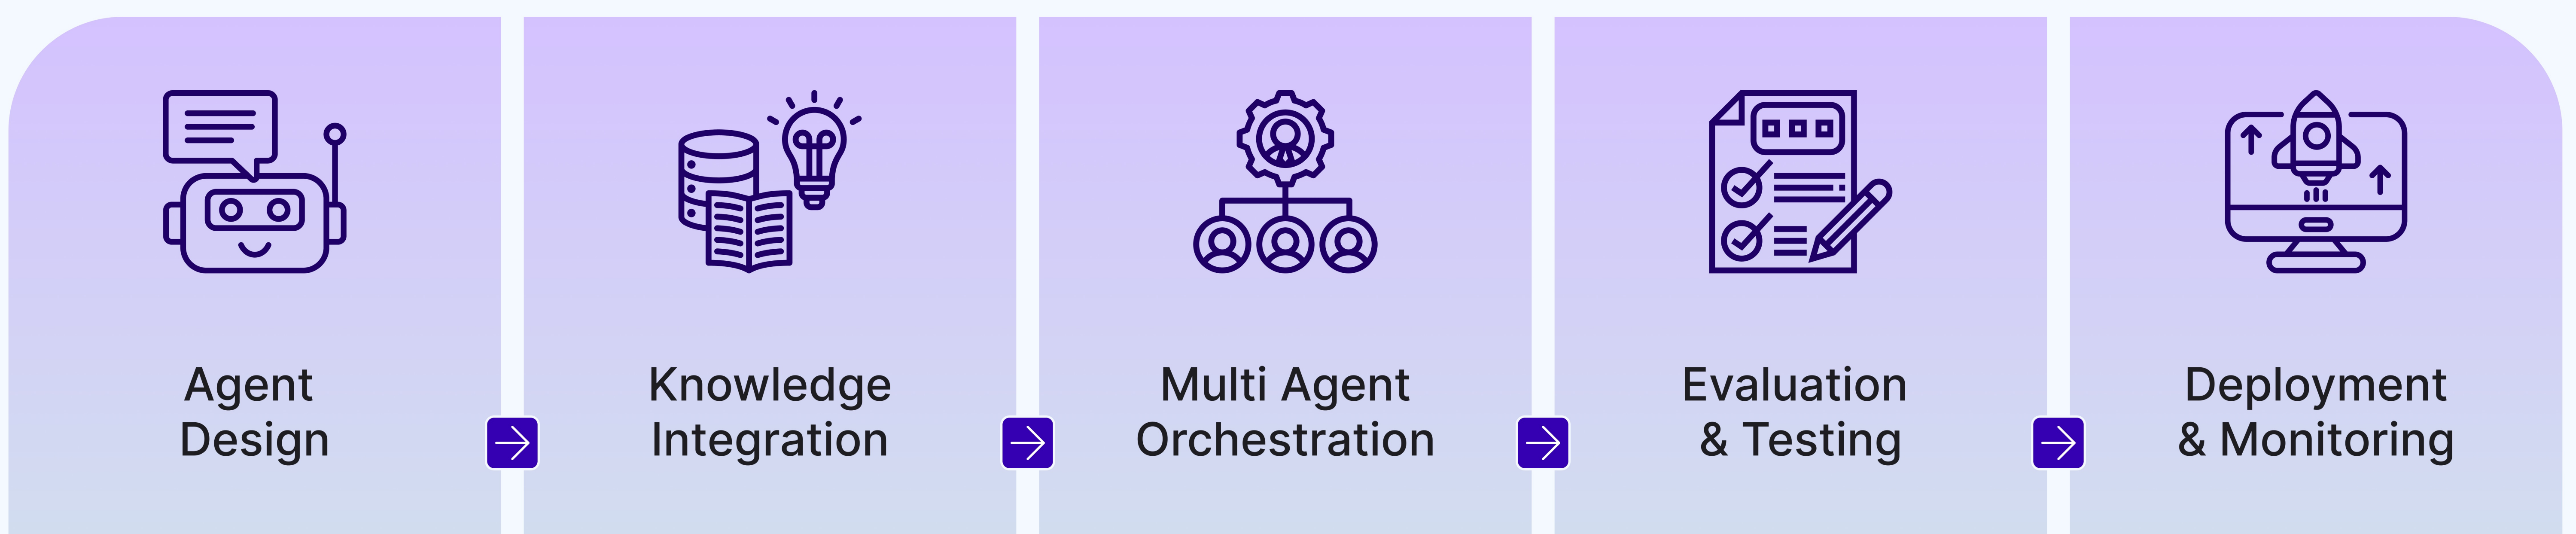 Agent
Design
Knowledge
Integration
Multi Agent
Orchestration
Evaluation
& Testing
Deployment
& Monitoring